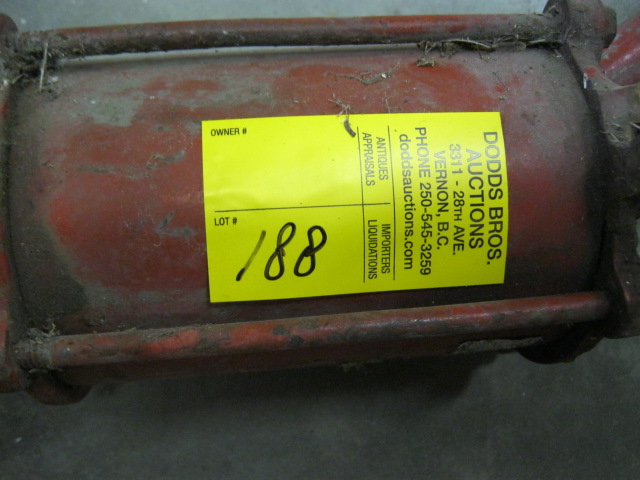 DODDS BROS.
AUCTIONS
3311 - 28TH AVE.
VERNON, B.C.
PHONE 250-545-3259
doddsauctions.com
ANTIQUES
APPRAISALS
IMPORTERS
LIQUIDATIONS
OWNER #
LOT #
188